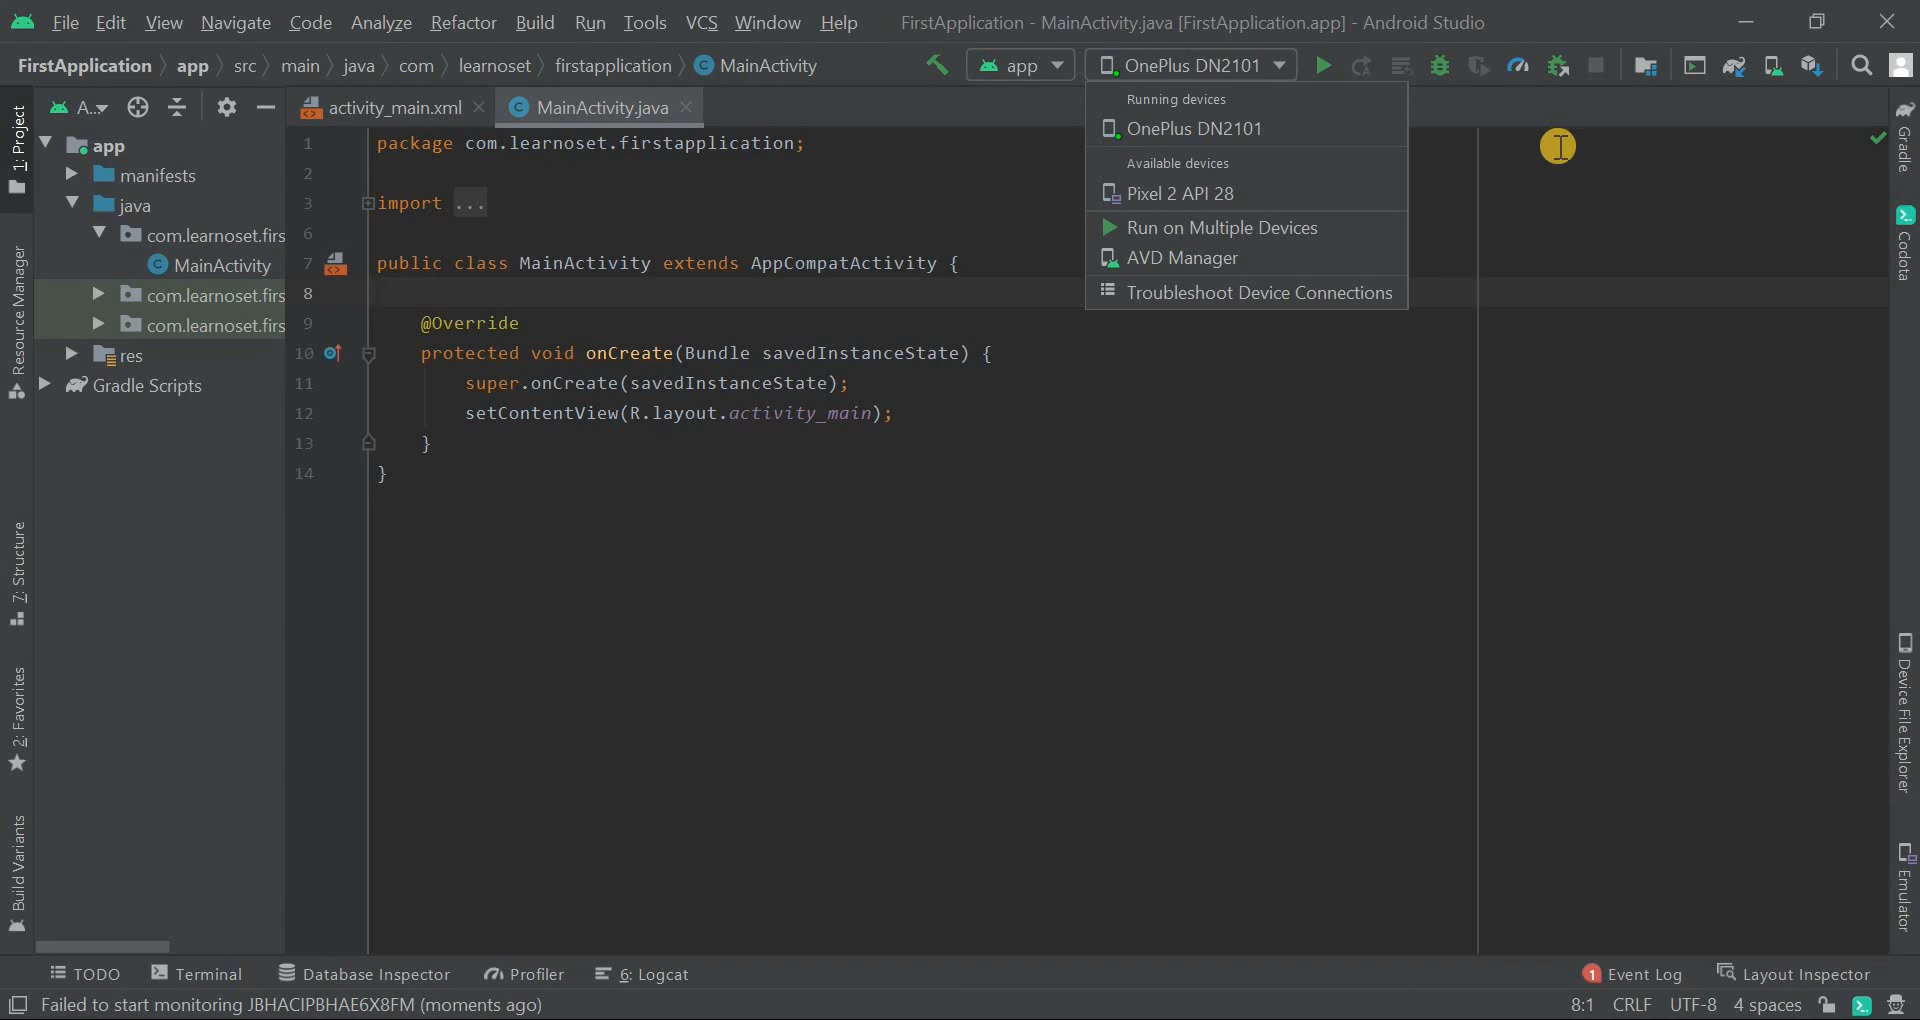 File Edit View Navigate Code Analyze Refactor Build Run Tools VCS Window Help FirstApplication - MainActivity.java [FirstApplication.app] - Android Studio
FirstApplication app src main java com learnoset firstapplication MainActivity app OnePlus DN2101
A.. activity_main.xml MainActivity.java
Running devices
OnePlus DN2101
Available devices
Pixel 2 API 28
Run on Multiple Devices
AVD Manager
Troubleshoot Device Connections
1: Project
Resource Manager
7: Structure
2: Favorites
Build Variants
app
manifests
java
com.learnoset.firs
MainActivity
com.learnoset.firs
com.learnoset.firs
res
Gradle Scripts
1 package com.learnoset.firstapplication;
2
3 import ...
6
7 public class MainActivity extends AppCompatActivity {
8
9 @Override
10 protected void onCreate(Bundle savedInstanceState) {
11 super.onCreate(savedInstanceState);
12 setContentView(R.layout.activity_main);
13 }
14 }
Gradle
Codota
Device File Explorer
Emulator
TODO Terminal Database Inspector Profiler 6: Logcat 1 Event Log Layout Inspector
Failed to start monitoring JBHACIPBHAE6X8FM (moments ago) 8:1 CRLF UTF-8 4 spaces